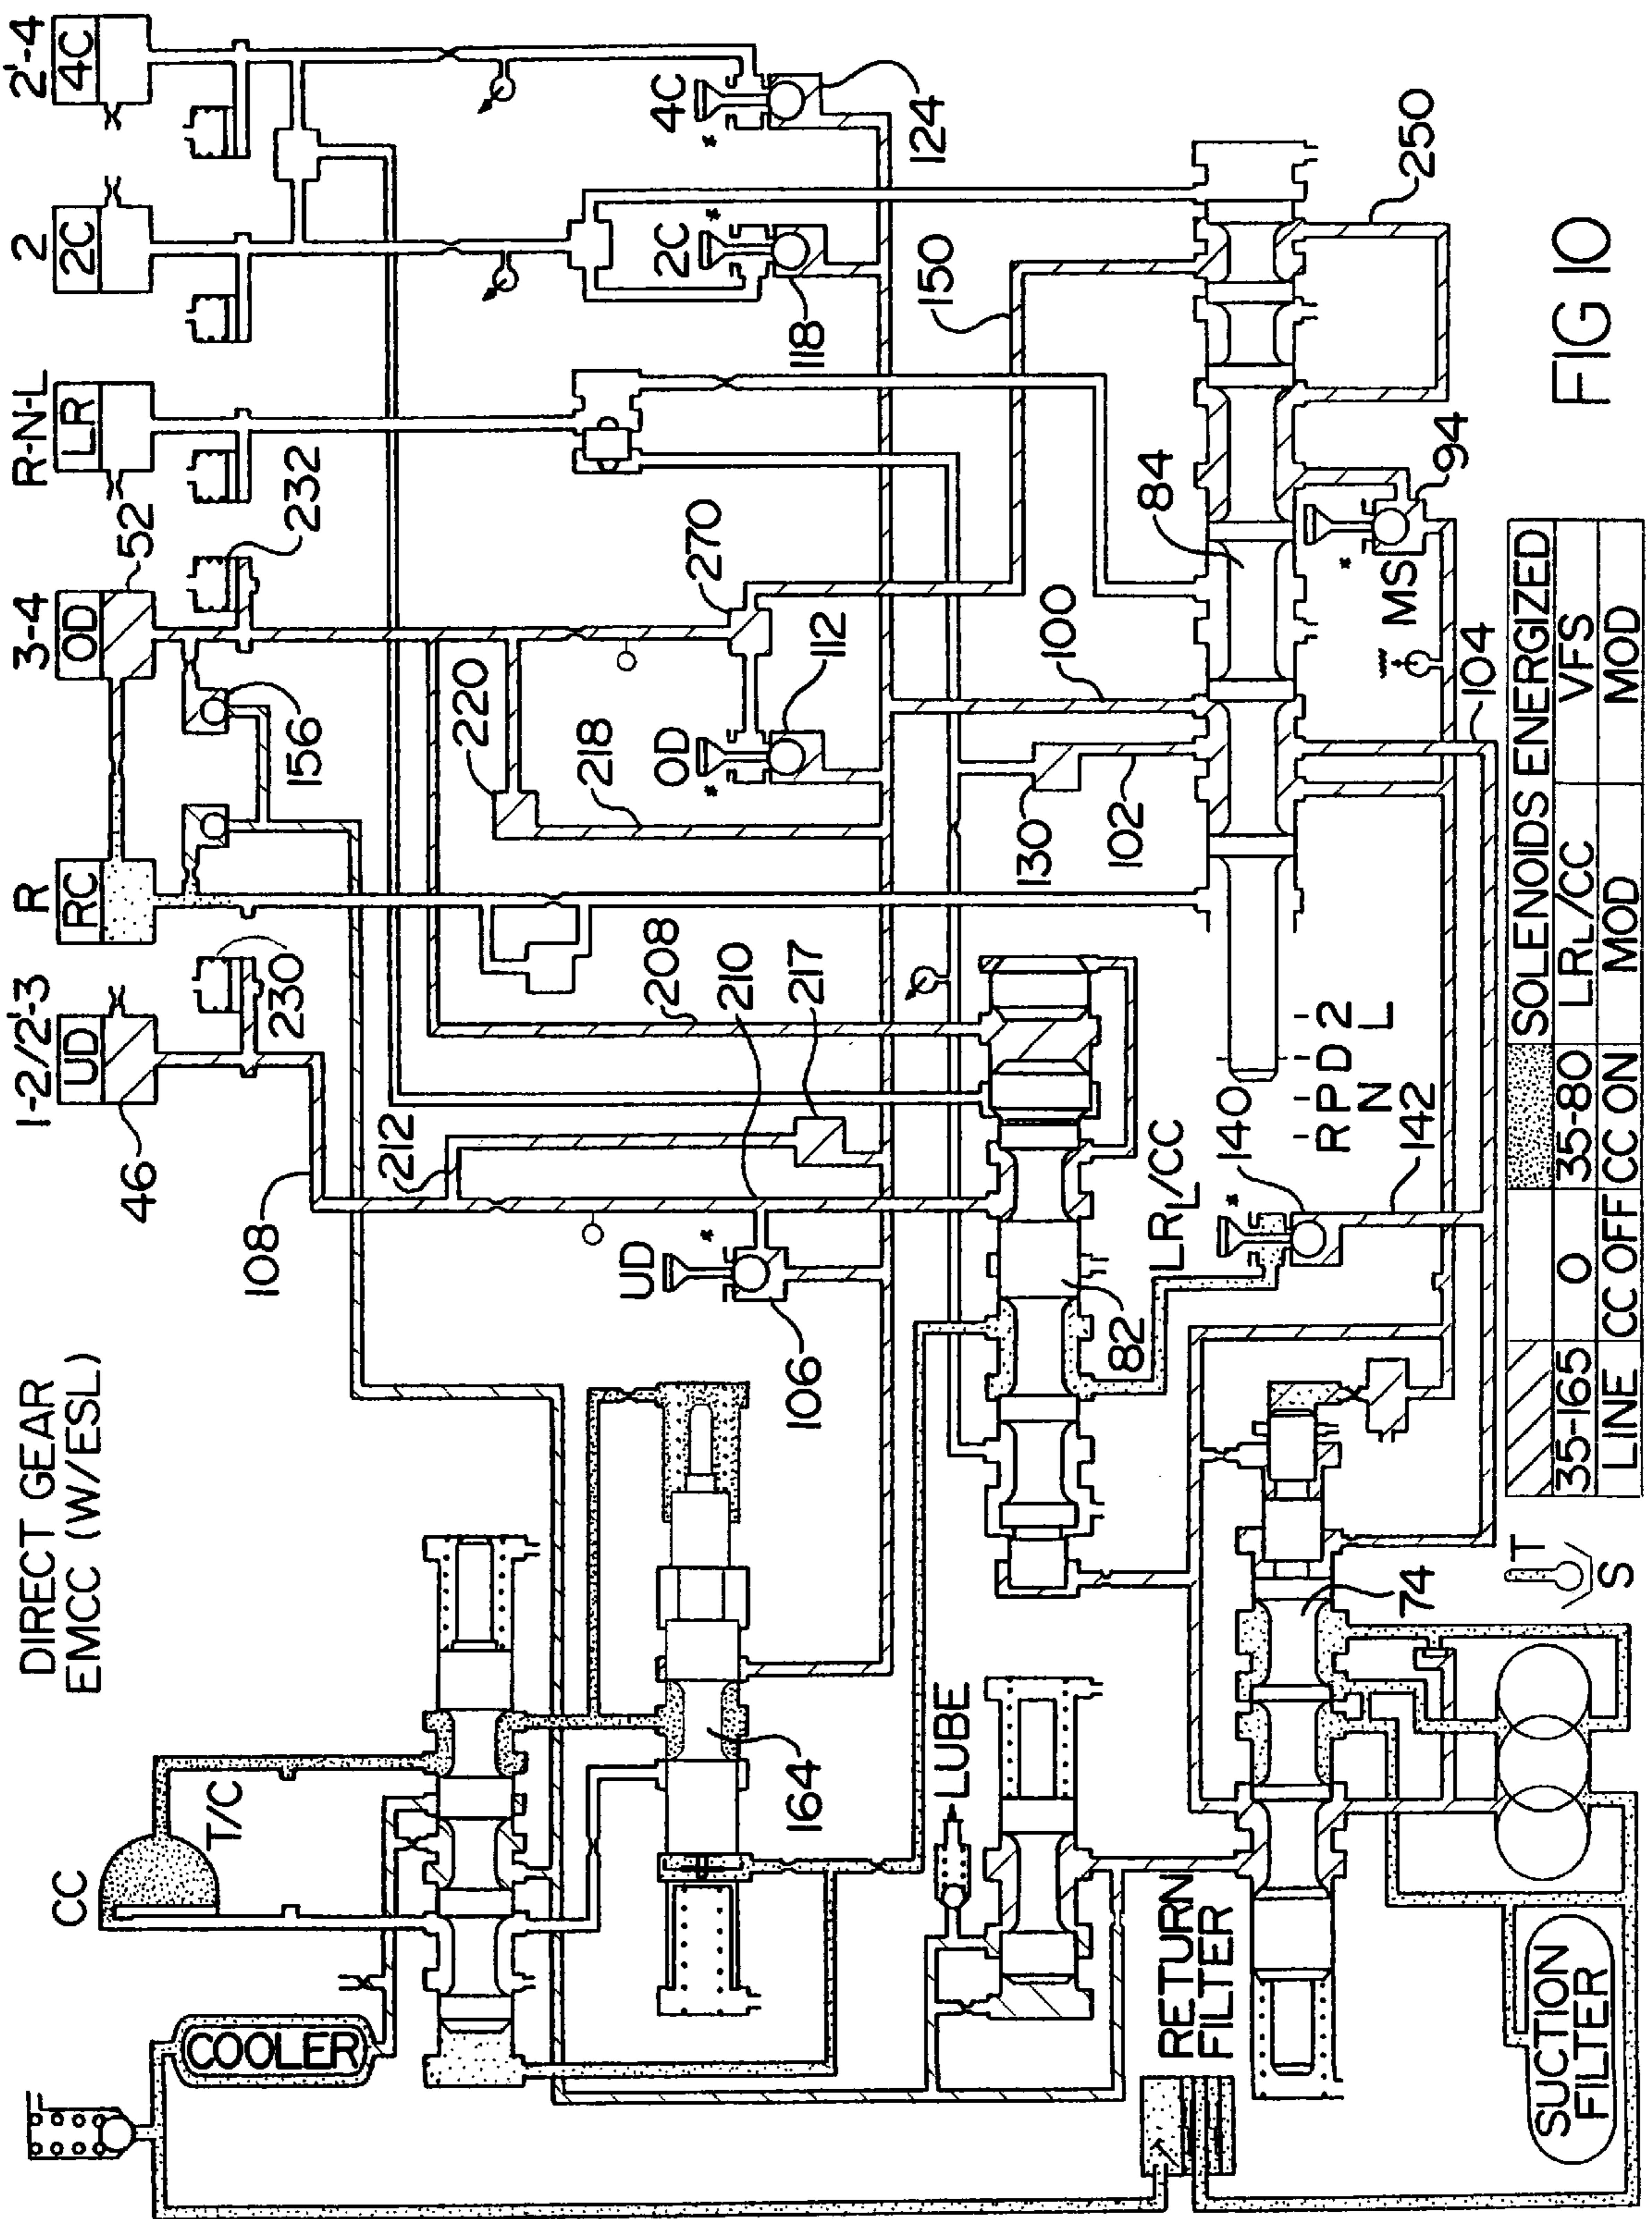 DIRECT GEAR
EMCC (W/ESL)
1-2/2'-3
R
3-4
R-N-L
2
2'-4
UD
RC
OD
LR
2C
4C
46
230
52
232
108
212
156
208
210
217
220
218
270
OD
112
UD
106
2C
118
4C
124
150
100
130
102
CC
T/C
COOLER
164
LUBE
82
LRL/CC
140
142
R P D 2
N L
84
MS
94
104
250
RETURN
FILTER
SUCTION
FILTER
74
T
S
SOLENOIDS ENERGIZED
35-165
0
35-80
LRL/CC
VFS
LINE
CC OFF
CC ON
MOD
MOD
FIG 10